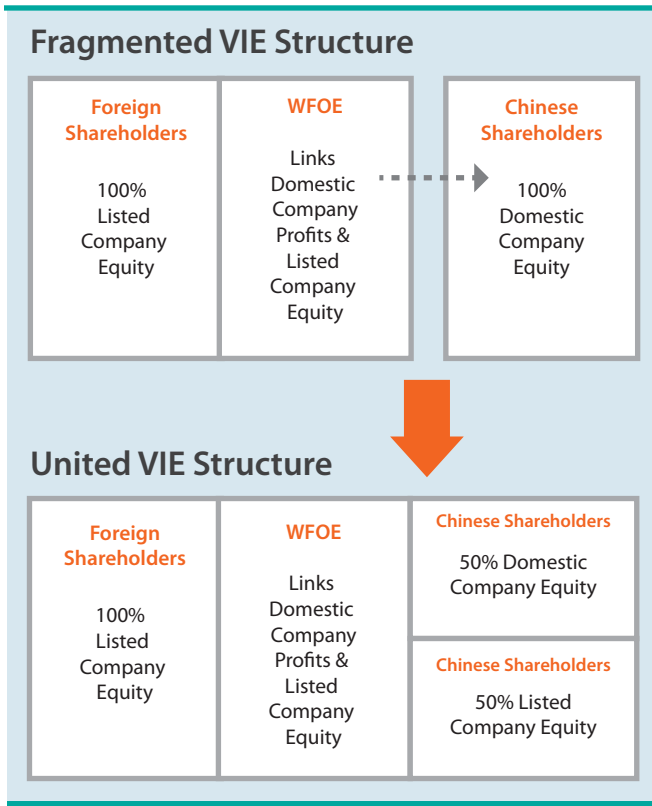 Fragmented VIE Structure
Foreign
Shareholders
100%
Listed
Company
Equity
WFOE
Links
Domestic
Company
Profits &
Listed
Company
Equity
Chinese
Shareholders
100%
Domestic
Company
Equity
United VIE Structure
Foreign
Shareholders
100%
Listed
Company
Equity
WFOE
Links
Domestic
Company
Profits &
Listed
Company
Equity
Chinese Shareholders
50% Domestic
Company Equity
Chinese Shareholders
50% Listed
Company Equity